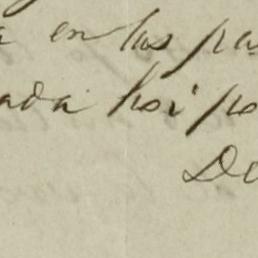 a en las pa
ada hoi po
De